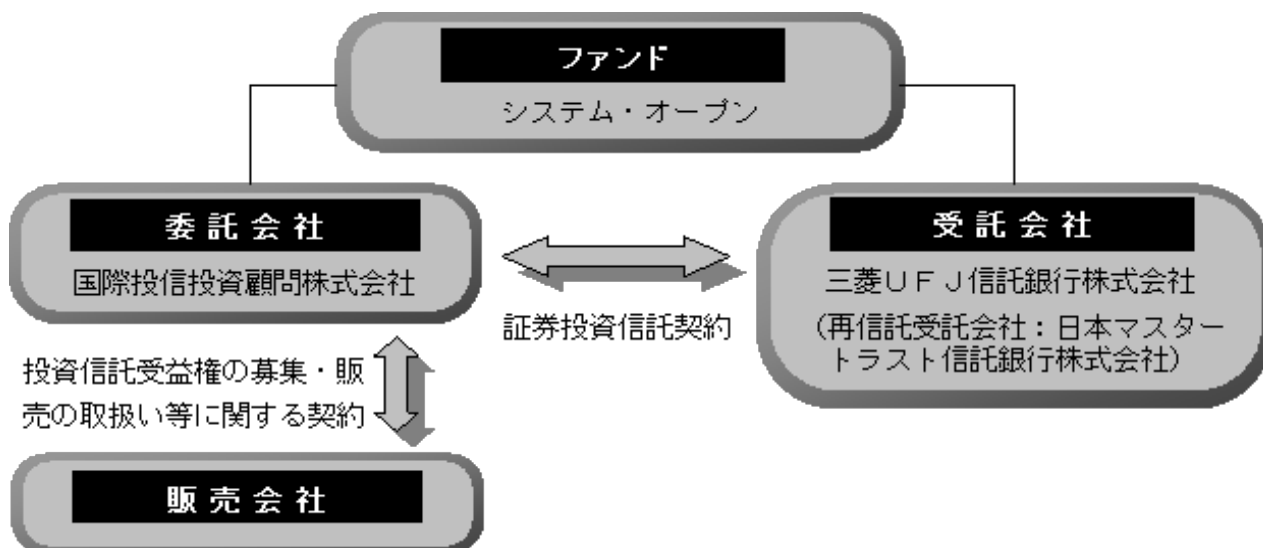 ファンド
システム・オープン
委託会社
国際投信投資顧問株式会社
受託会社
三菱UFJ信託銀行株式会社
(再信託受託会社:日本マスター
トラスト信託銀行株式会社)
証券投資信託契約
投資信託受益権の募集・販
売の取扱い等に関する契約
販売会社